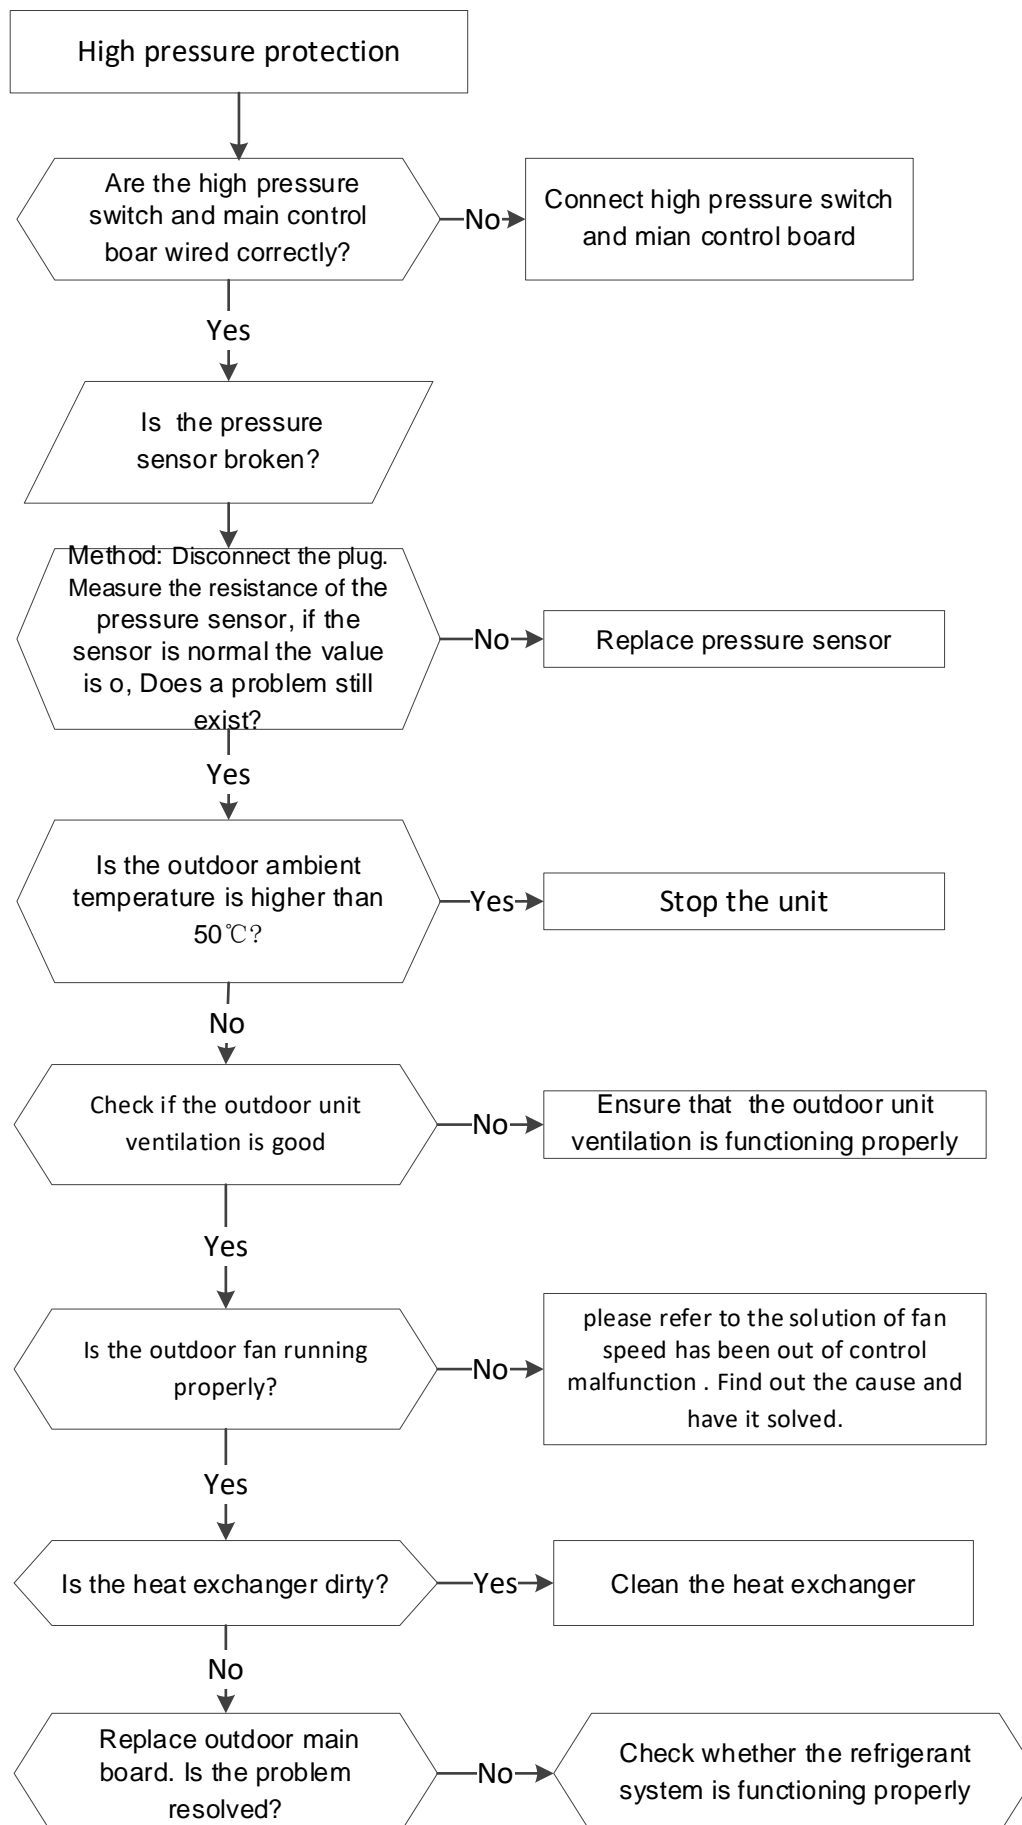 High pressure protection
Are the high pressure
switch and main control
boar wired correctly?
No
Connect high pressure switch
and mian control board
Yes
Is the pressure
sensor broken?
Method: Disconnect the plug.
Measure the resistance of the
pressure sensor, if the
sensor is normal the value
is o, Does a problem still
exist?
No
Replace pressure sensor
Yes
Is the outdoor ambient
temperature is higher than
50℃?
Yes
Stop the unit
No
Check if the outdoor unit
ventilation is good
No
Ensure that the outdoor unit
ventilation is functioning properly
Yes
Is the outdoor fan running
properly?
No
please refer to the solution of fan
speed has been out of control
malfunction . Find out the cause and
have it solved.
Yes
Is the heat exchanger dirty?
Yes
Clean the heat exchanger
No
Replace outdoor main
board. Is the problem
resolved?
No
Check whether the refrigerant
system is functioning properly